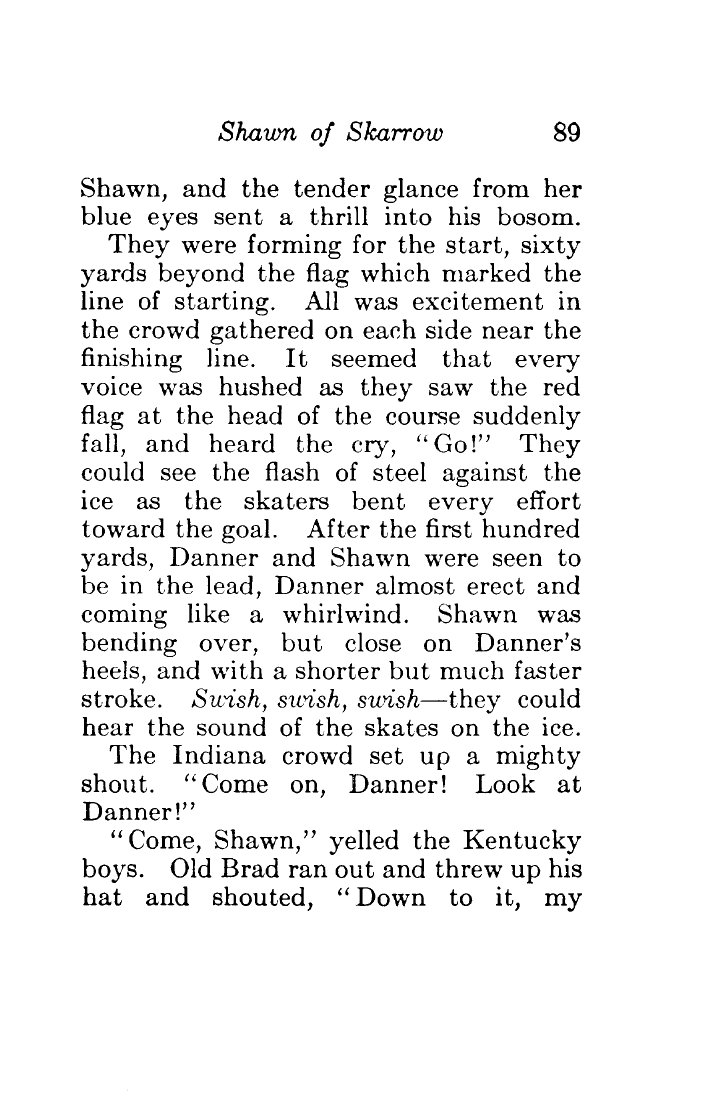 Shawn of Skarrow 89
Shawn, and the tender glance from her
blue eyes sent a thrill into his bosom.
They were forming for the start, sixty
yards beyond the flag which marked the
line of starting. All was excitement in
the crowd gathered on each side near the
finishing line. It seemed that every
voice was hushed as they saw the red
flag at the head of the course suddenly
fall, and heard the cry, "Go!" They
could see the flash of steel against the
ice as the skaters bent every effort
toward the goal. After the first hundred
yards, Danner and Shawn were seen to
be in the lead, Danner almost erect and
coming like a whirlwind. Shawn was
bending over, but close on Danner's
heels, and with a shorter but much faster
stroke. Swish, swish, swish—they could
hear the sound of the skates on the ice.
The Indiana crowd set up a mighty
shout. "Come on, Danner! Look at
Danner!"
"Come, Shawn," yelled the Kentucky
boys. Old Brad ran out and threw up his
hat and shouted, "Down to it, my